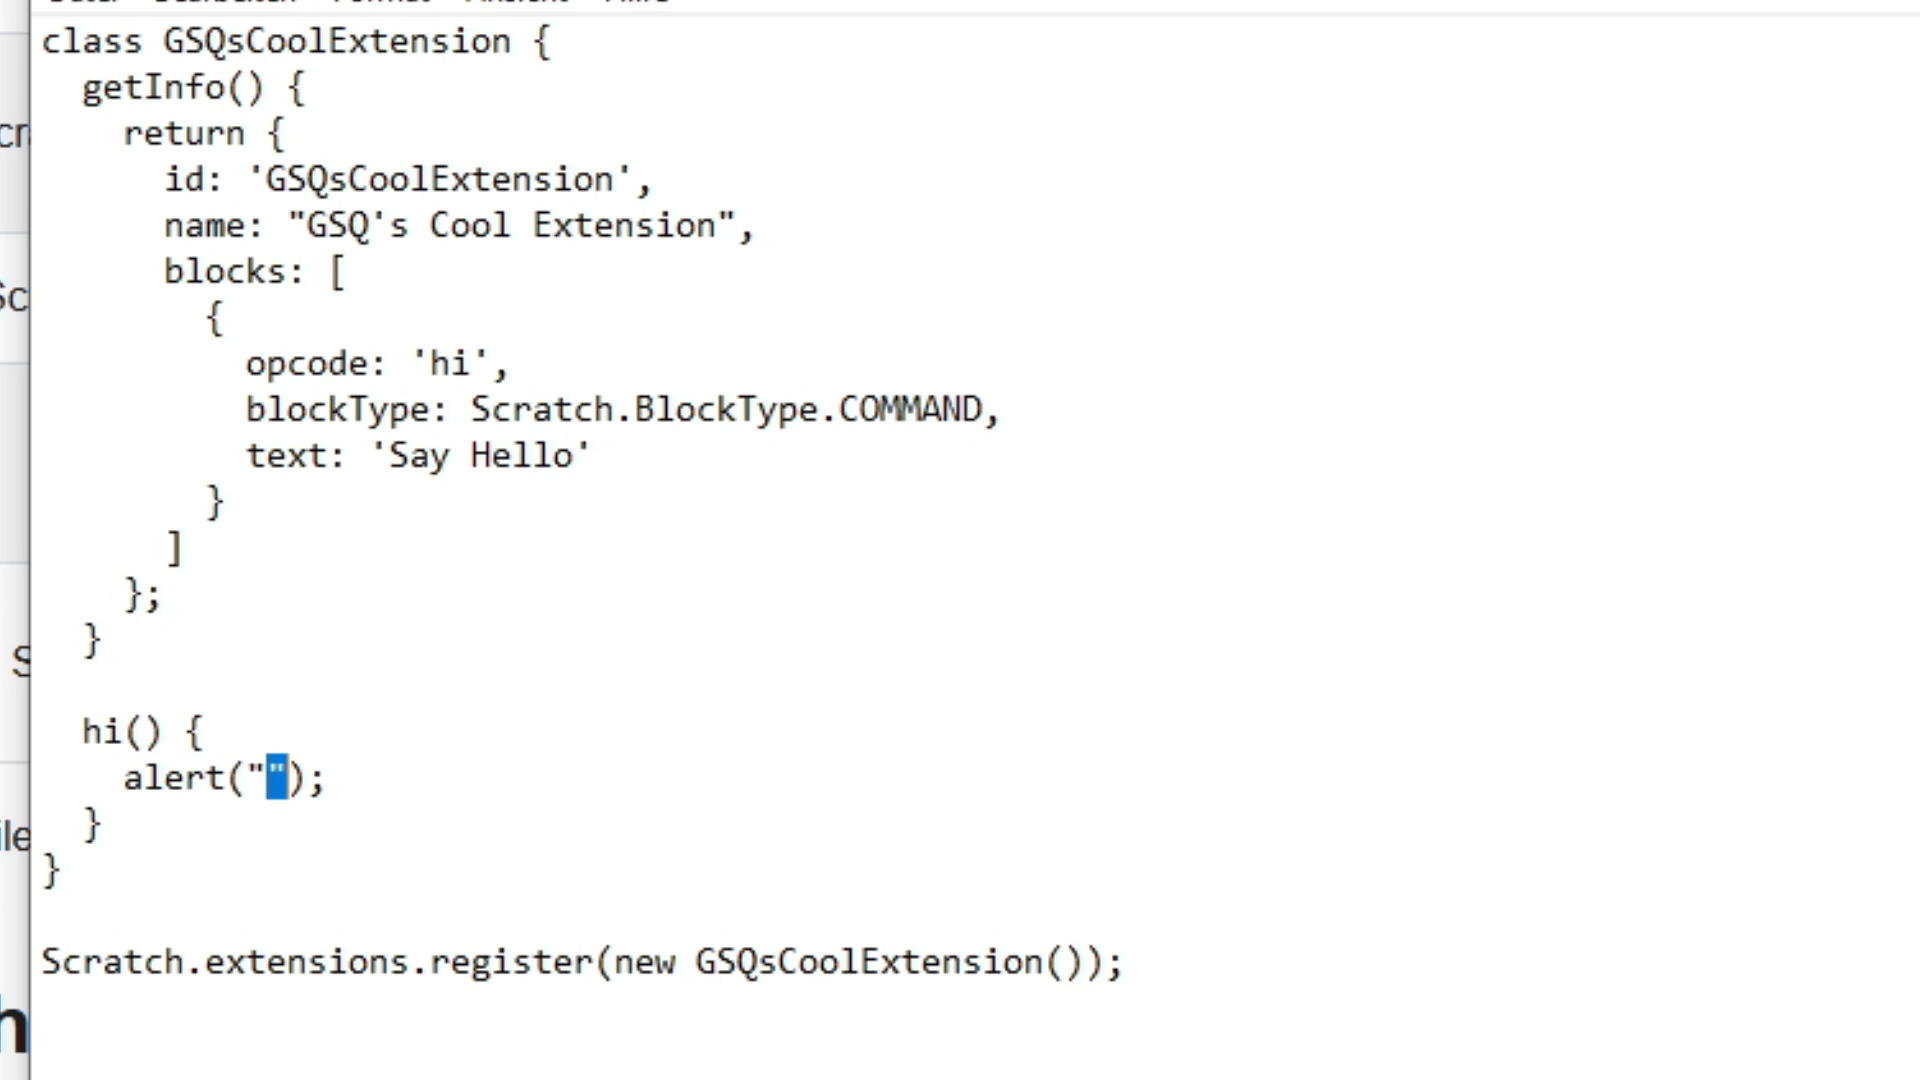 class GSQsCoolExtension {
  getInfo() {
    return {
      id: 'GSQsCoolExtension',
      name: "GSQ's Cool Extension",
      blocks: [
        {
          opcode: 'hi',
          blockType: Scratch.BlockType.COMMAND,
          text: 'Say Hello'
        }
      ]
    };
  }
  hi() {
    alert("");
  }
}
Scratch.extensions.register(new GSQsCoolExtension());